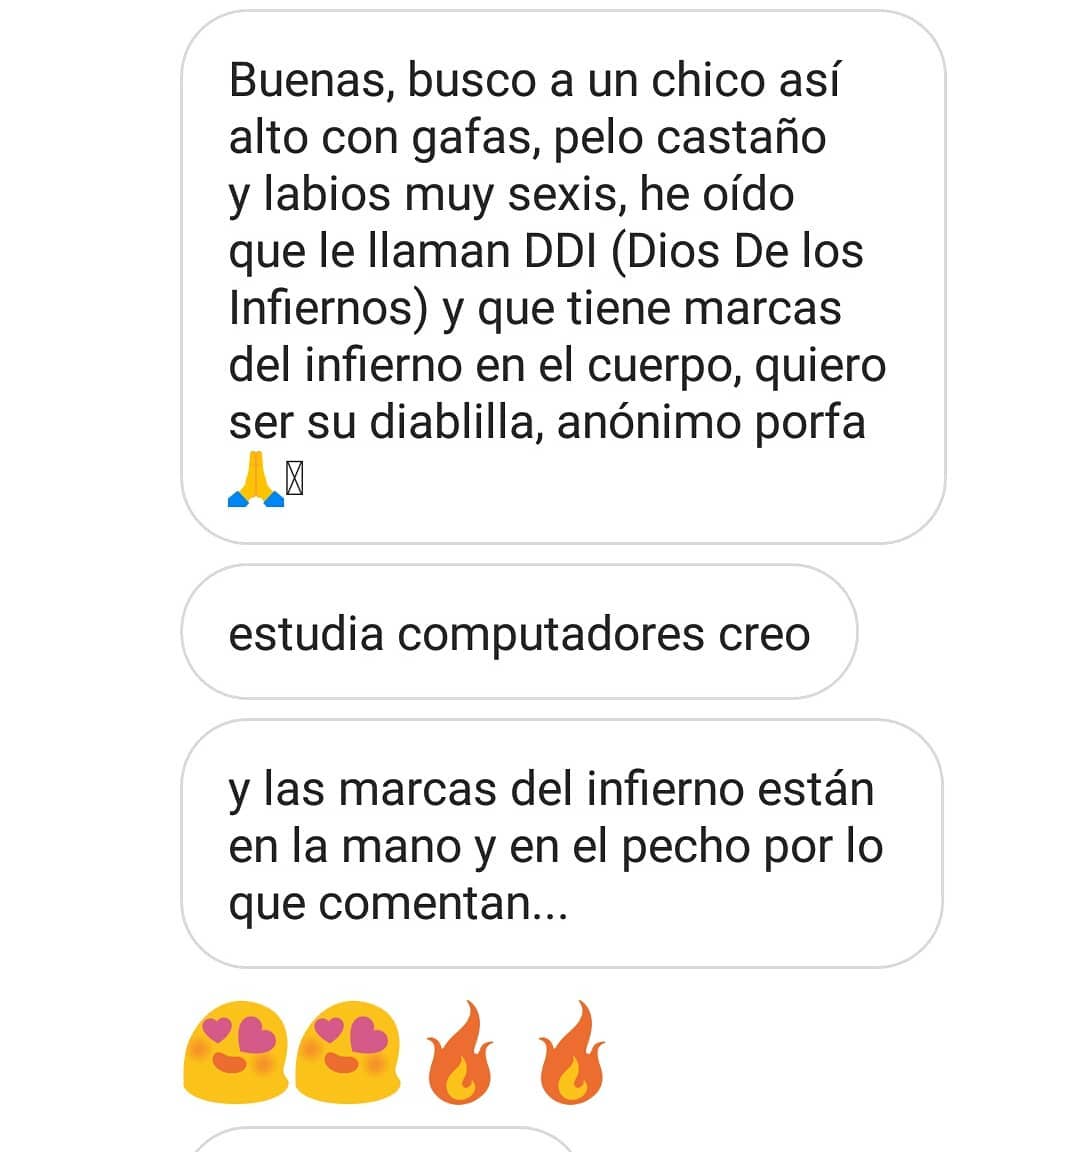 Buenas, busco a un chico así
alto con gafas, pelo castaño
y labios muy sexis, he oído
que le llaman DDI (Dios De los
Infiernos) y que tiene marcas
del infierno en el cuerpo, quiero
ser su diablilla, anónimo porfa
🙏
estudia computadores creo
y las marcas del infierno están
en la mano y en el pecho por lo
que comentan...
😍😍🔥🔥